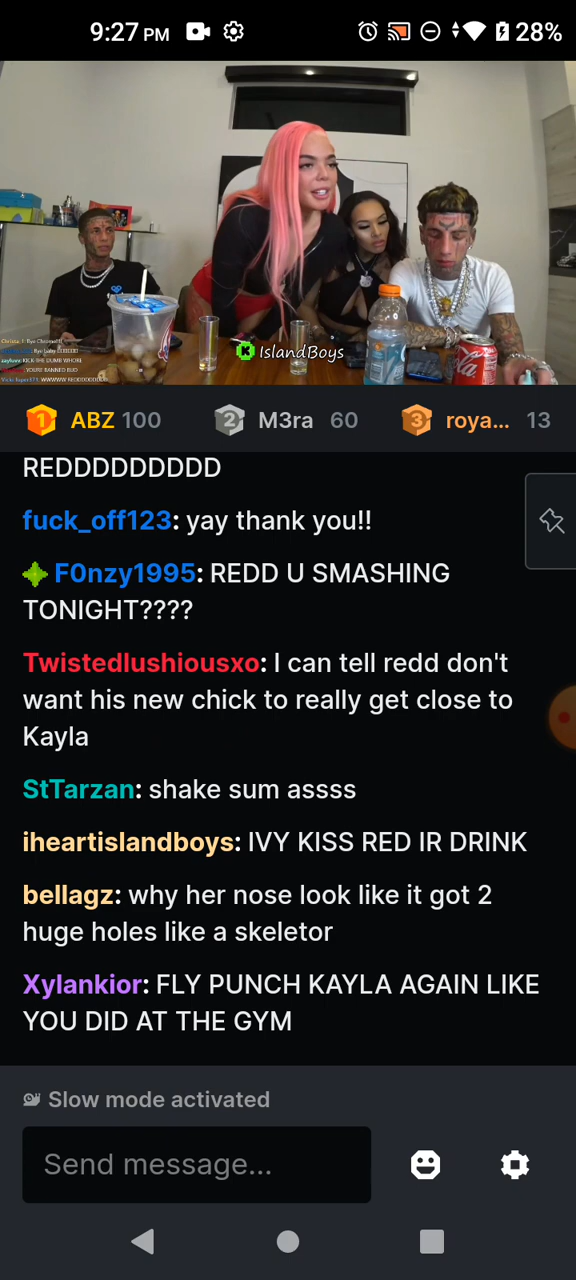 9:27 PM
28%
IslandBoys
YOU'RE BANNED BUD
1 ABZ 100
2 M3ra 60
3 roya... 13
REDDDDDDDDD
fuck_off123: yay thank you!!
F0nzy1995: REDD U SMASHING
TONIGHT????
Twistedlushiousxo: I can tell redd don't
want his new chick to really get close to
Kayla
StTarzan: shake sum assss
iheartislandboys: IVY KISS RED IR DRINK
bellagz: why her nose look like it got 2
huge holes like a skeletor
Xylankior: FLY PUNCH KAYLA AGAIN LIKE
YOU DID AT THE GYM
Slow mode activated
Send message...